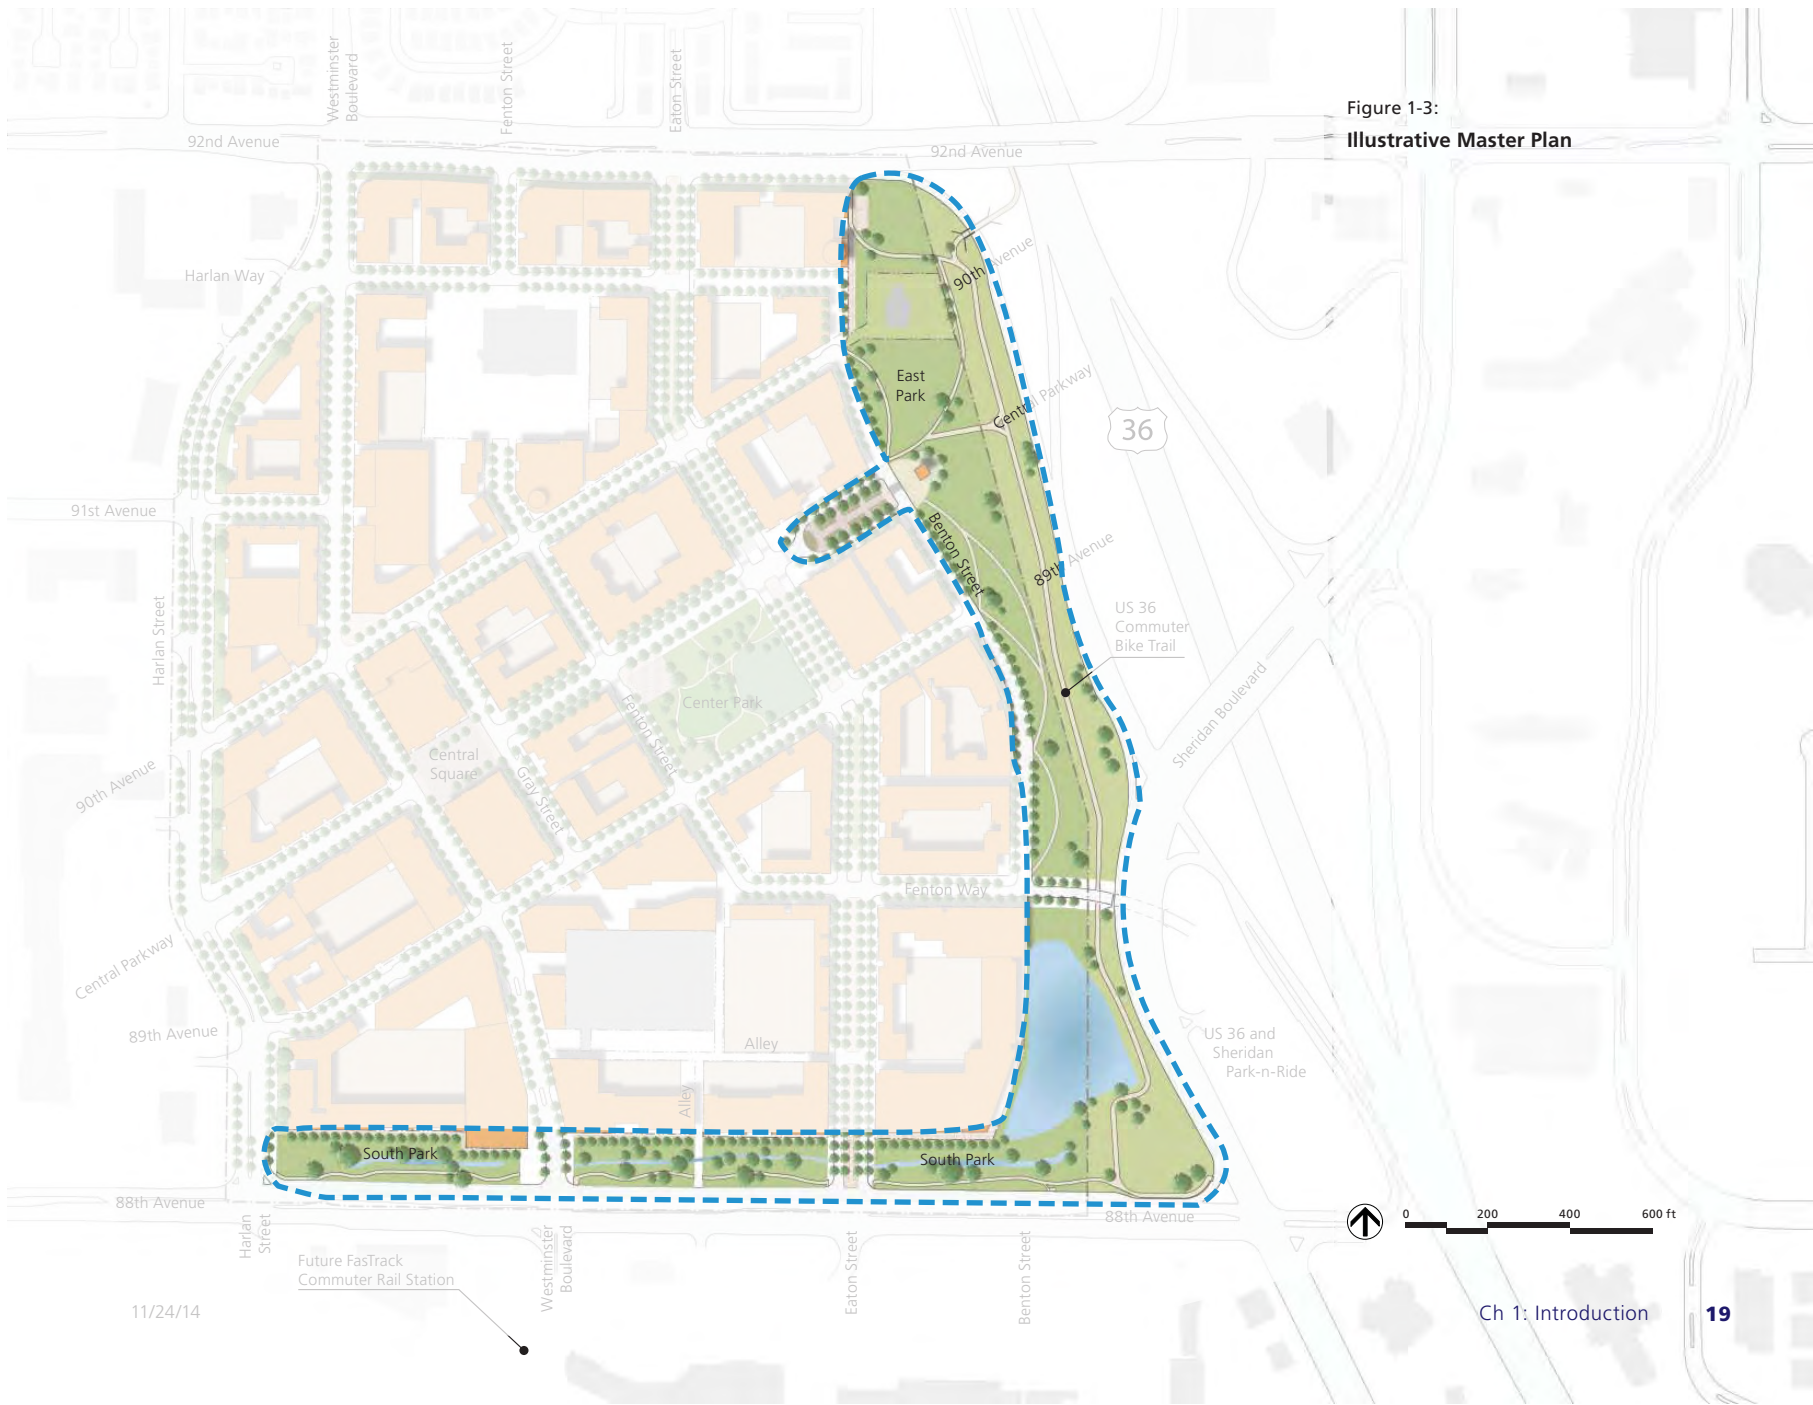 Westminster
Boulevard
Fenton Street
Eaton Street
Figure 1-3:
Illustrative Master Plan
92nd Avenue
92nd Avenue
Harlan Way
90th Avenue
East
Park
Central Parkway
36
91st Avenue
Benton Street
89th Avenue
Harlan Street
US 36
Commuter
Bike Trail
Sheridan Boulevard
Fenton Street
Center Park
Central
Square
Gray Street
90th Avenue
Fenton Way
Central Parkway
89th Avenue
Alley
US 36 and
Sheridan
Park-n-Ride
Alley
South Park
South Park
88th Avenue
88th Avenue
0 200 400 600 ft
Harlan
Street
Westminster
Boulevard
Eaton Street
Benton Street
Future FasTrack
Commuter Rail Station
11/24/14
Ch 1: Introduction 19